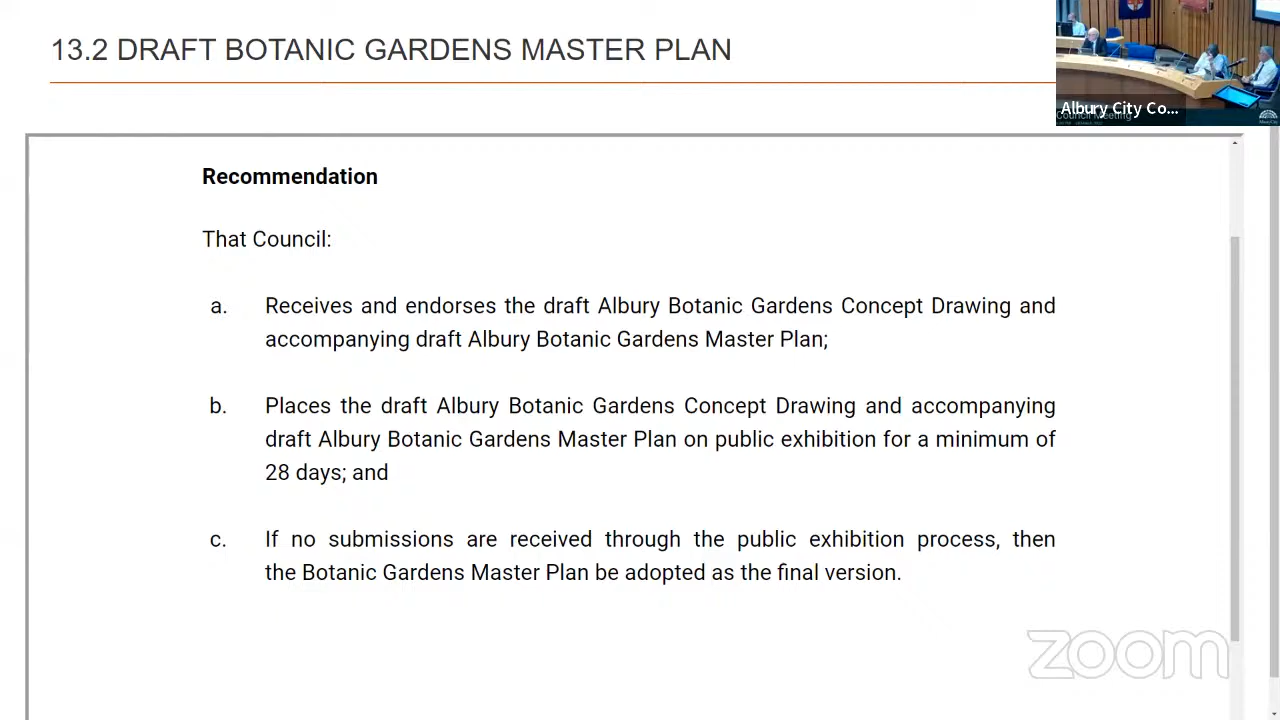 13.2 DRAFT BOTANIC GARDENS MASTER PLAN
Albury City Co...
Council Meeting
Recommendation
That Council:
a. Receives and endorses the draft Albury Botanic Gardens Concept Drawing and
accompanying draft Albury Botanic Gardens Master Plan;
b. Places the draft Albury Botanic Gardens Concept Drawing and accompanying
draft Albury Botanic Gardens Master Plan on public exhibition for a minimum of
28 days; and
c. If no submissions are received through the public exhibition process, then
the Botanic Gardens Master Plan be adopted as the final version.
zoom